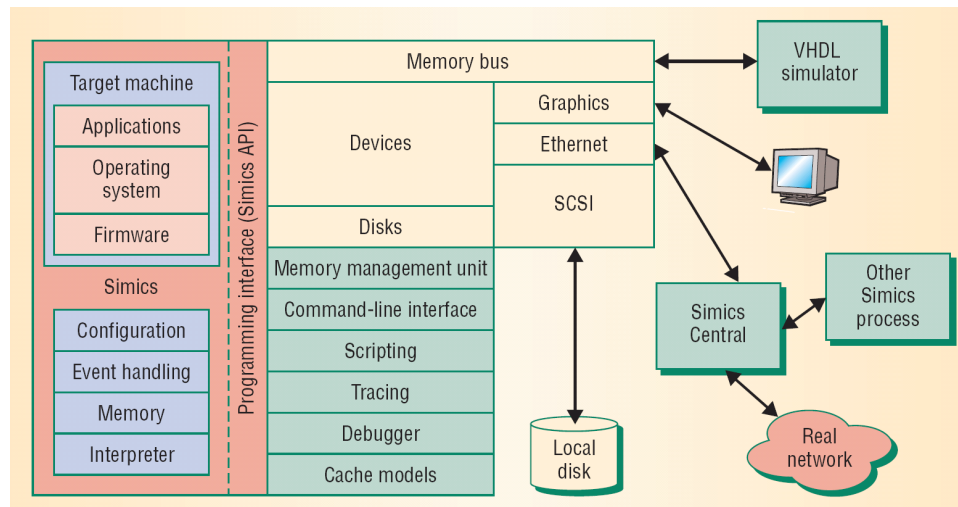 Target machine
Applications
Operating
system
Firmware
Simics
Configuration
Event handling
Memory
Interpreter
Programming interface (Simics API)
Memory bus
Devices
Graphics
Ethernet
SCSI
Disks
Memory management unit
Command-line interface
Scripting
Tracing
Debugger
Cache models
Local
disk
VHDL
simulator
Simics
Central
Other
Simics
process
Real
network